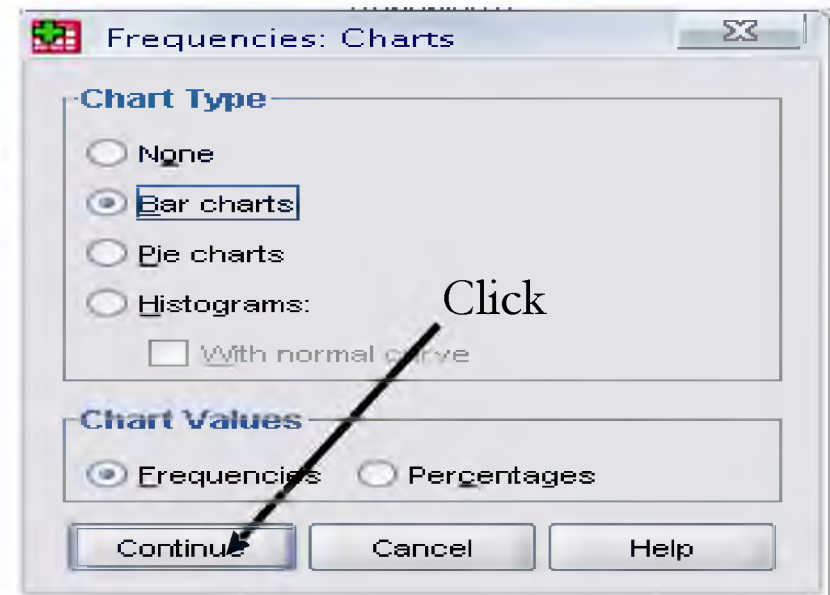 Frequencies: Charts
Chart Type
None
Bar charts
Pie charts
Histograms:
Click
With normal curve
Chart Values
Frequencies Percentages
Continue Cancel Help